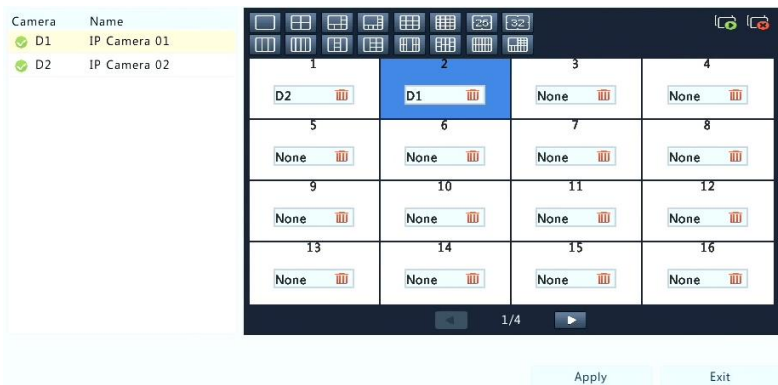 Camera Name
D1 IP Camera 01
D2 IP Camera 02
25 32
1 2 3 4
D2 D1 None None
5 6 7 8
None None None None
9 10 11 12
None None None None
13 14 15 16
None None None None
1/4
Apply Exit